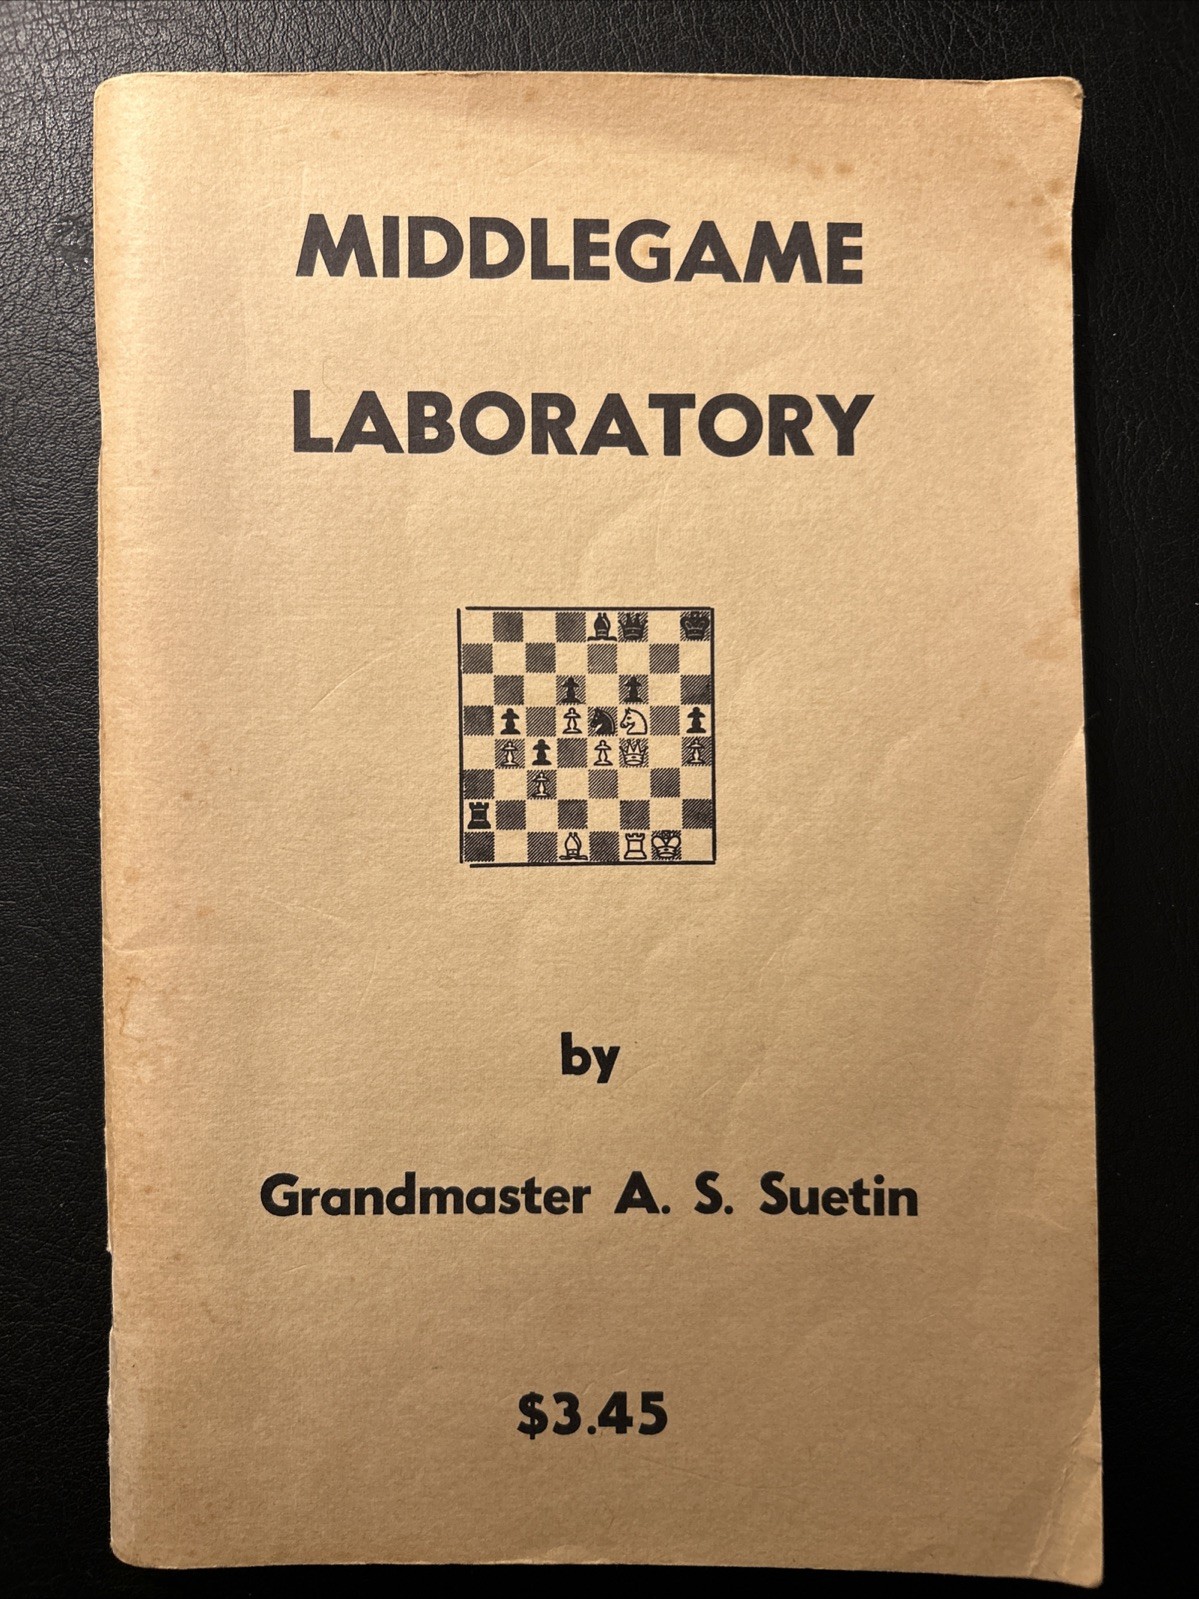 MIDDLEGAME
LABORATORY
by
Grandmaster A. S. Suetin
$3.45